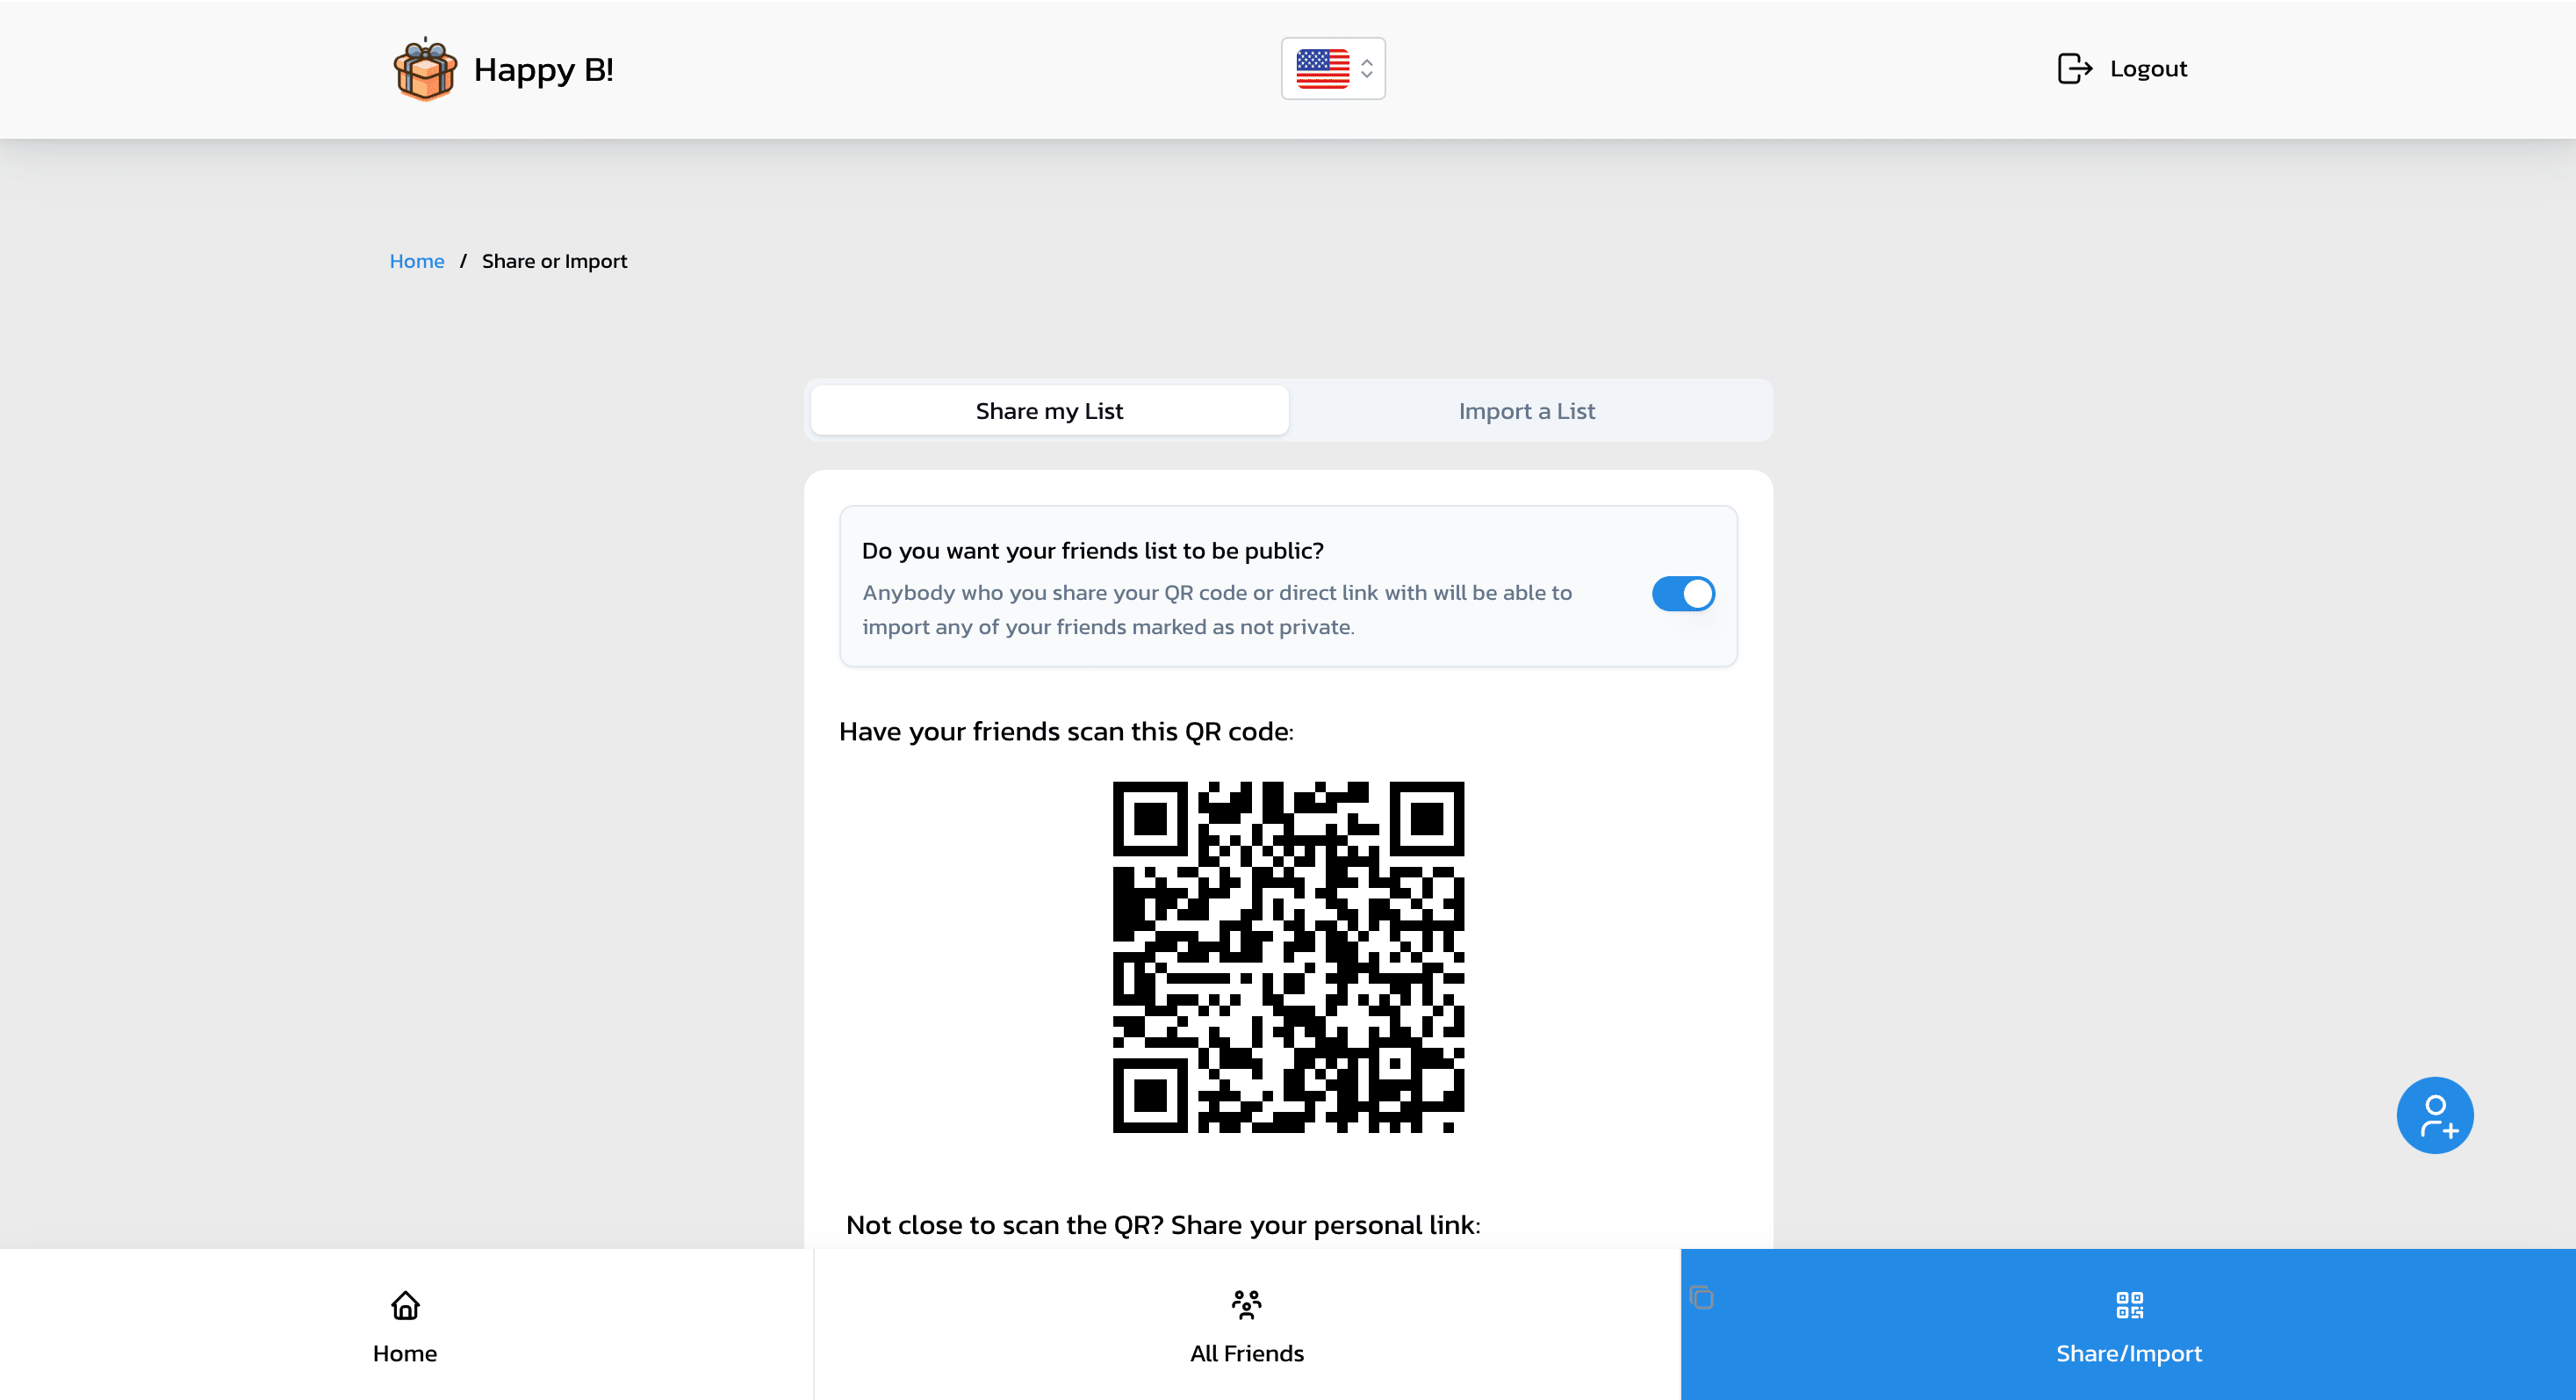 Happy B!
Logout
Home / Share or Import
Share my List
Import a List
Do you want your friends list to be public?
Anybody who you share your QR code or direct link with will be able to
import any of your friends marked as not private.
Have your friends scan this QR code:
Not close to scan the QR? Share your personal link:
Home
All Friends
Share/Import